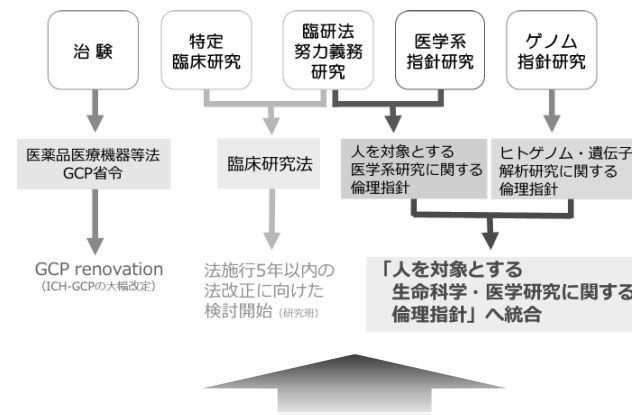 治 験
特定
臨床研究
臨研法
努力義務
研究
医学系
指針研究
ゲノム
指針研究
医薬品医療機器等法
GCP省令
臨床研究法
人を対象とする
医学系研究に関する
倫理指針
ヒトゲノム・遺伝子
解析研究に関する
倫理指針
GCP renovation
（ICH-GCPの大幅改定）
法施行5年以内の
法改正に向けた
検討開始（研究班）
「人を対象とする
生命科学・医学研究に関する
倫理指針」へ統合